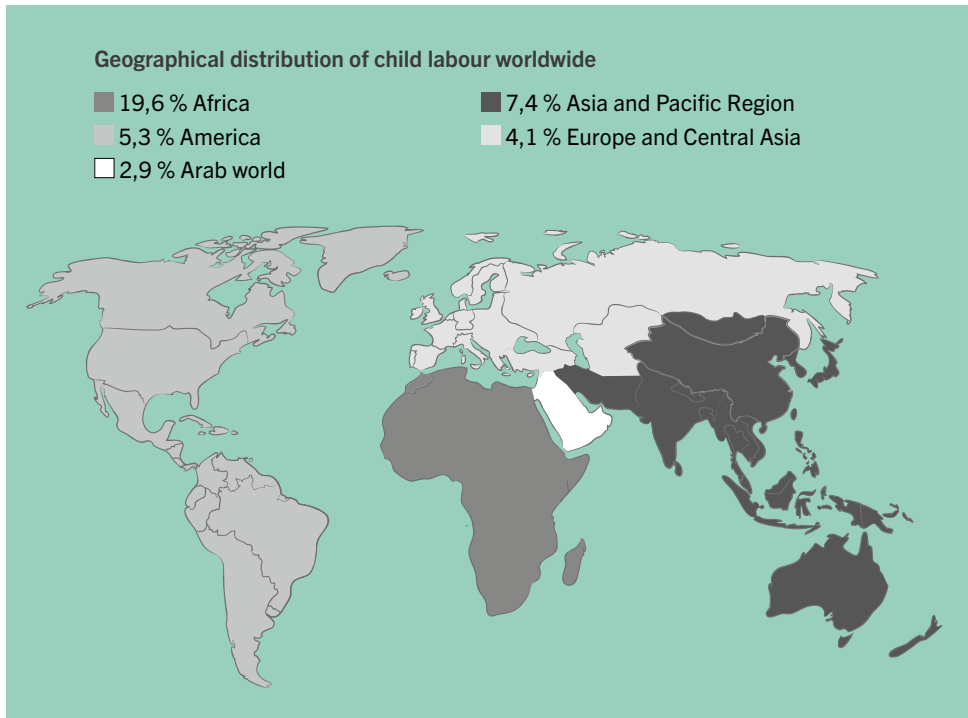 Geographical distribution of child labour worldwide
19,6 % Africa
5,3 % America
2,9 % Arab world
7,4 % Asia and Pacific Region
4,1 % Europe and Central Asia